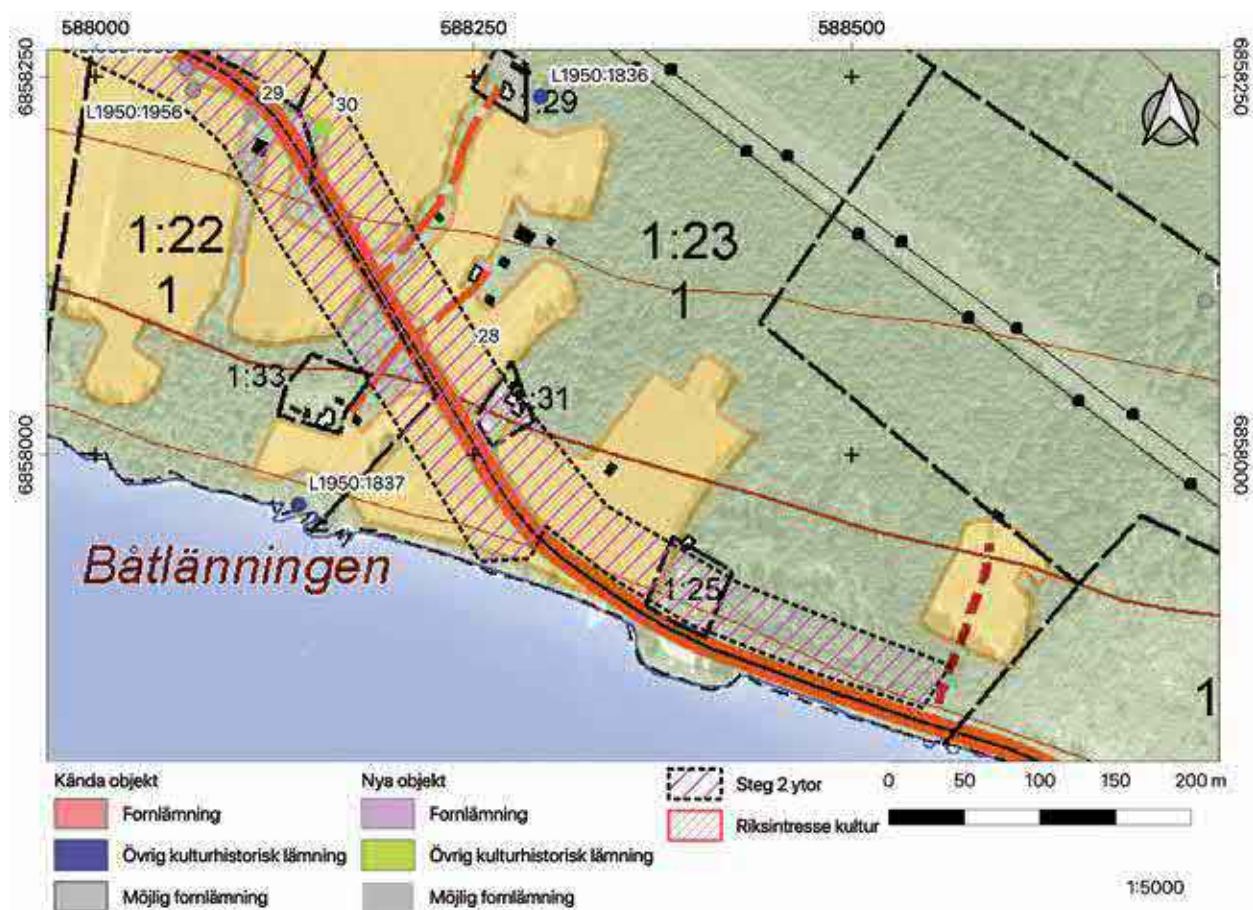 588000 588250 588500
6858250
6858250
L1950:1836
L1950:1956
29
30
:29
1:22
1
1:23
1
28
1:33
:31
6858000
6858000
L1950:1837
Båtlänningen
1:25
1
Kända objekt
Fornlämning
Övrig kulturhistorisk lämning
Möjlig fornlämning
Nya objekt
Fornlämning
Övrig kulturhistorisk lämning
Möjlig fornlämning
Steg 2 ytor
Riksintresse kultur
0 50 100 150 200 m
1:5000